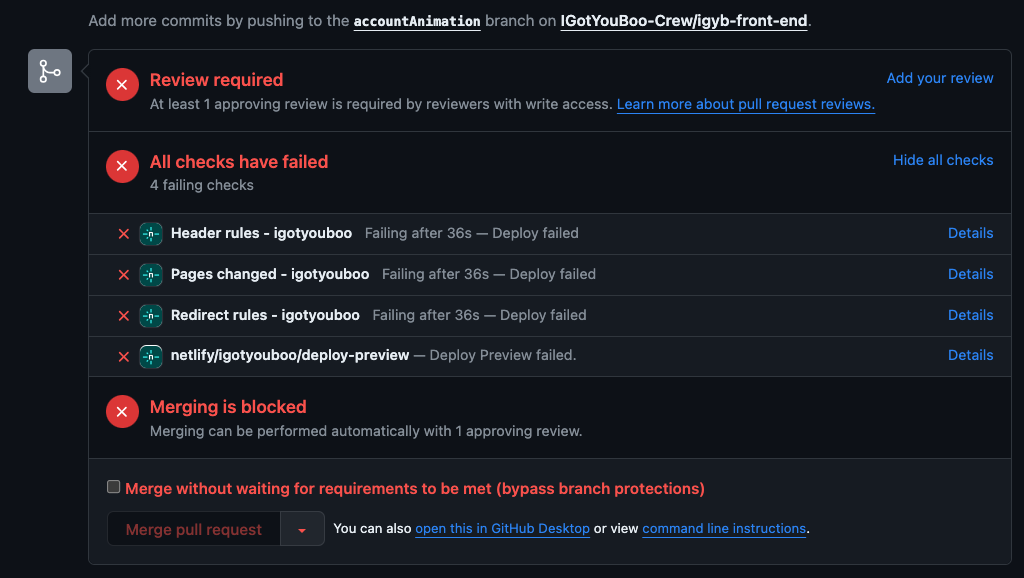 Add more commits by pushing to the accountAnimation branch on IGotYouBoo-Crew/igyb-front-end.
Review required
Add your review
At least 1 approving review is required by reviewers with write access. Learn more about pull request reviews.
All checks have failed
Hide all checks
4 failing checks
Header rules - igotyouboo Failing after 36s — Deploy failed Details
Pages changed - igotyouboo Failing after 36s — Deploy failed Details
Redirect rules - igotyouboo Failing after 36s — Deploy failed Details
netlify/igotyouboo/deploy-preview — Deploy Preview failed. Details
Merging is blocked
Merging can be performed automatically with 1 approving review.
Merge without waiting for requirements to be met (bypass branch protections)
Merge pull request You can also open this in GitHub Desktop or view command line instructions.